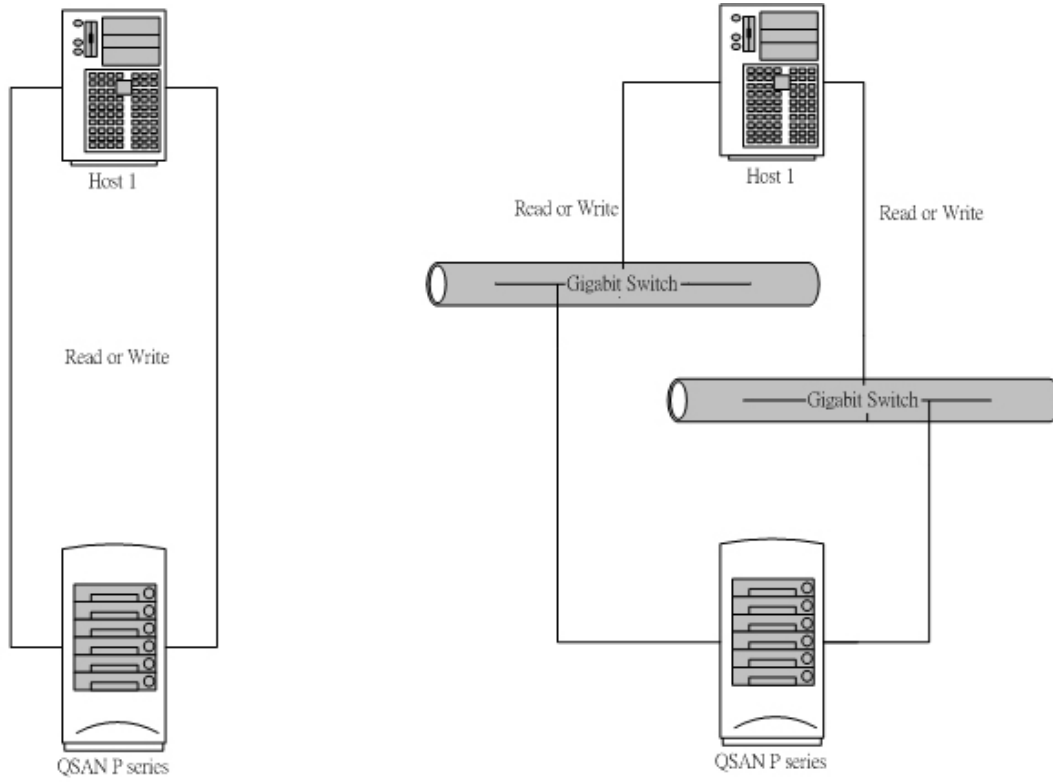 Host 1
Read or Write
QSAN P series
Host 1
Read or Write
Read or Write
Gigabit Switch
Gigabit Switch
QSAN P series